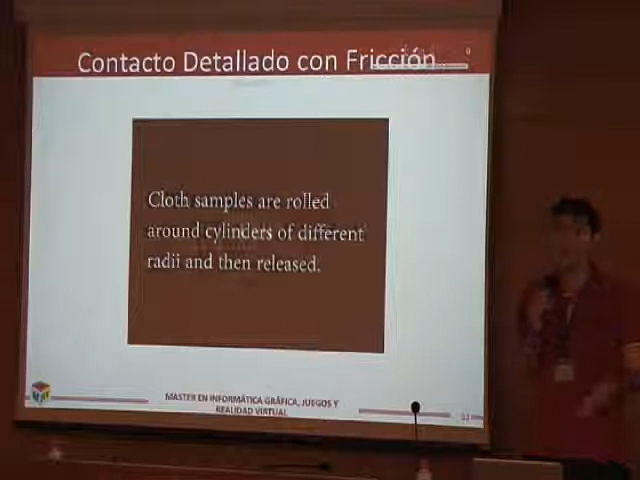 Contacto Detallado con Fricción
Cloth samples are rolled
around cylinders of different
radii and then released.
MASTER EN INFORMÁTICA GRÁFICA, JUEGOS Y
REALIDAD VIRTUAL